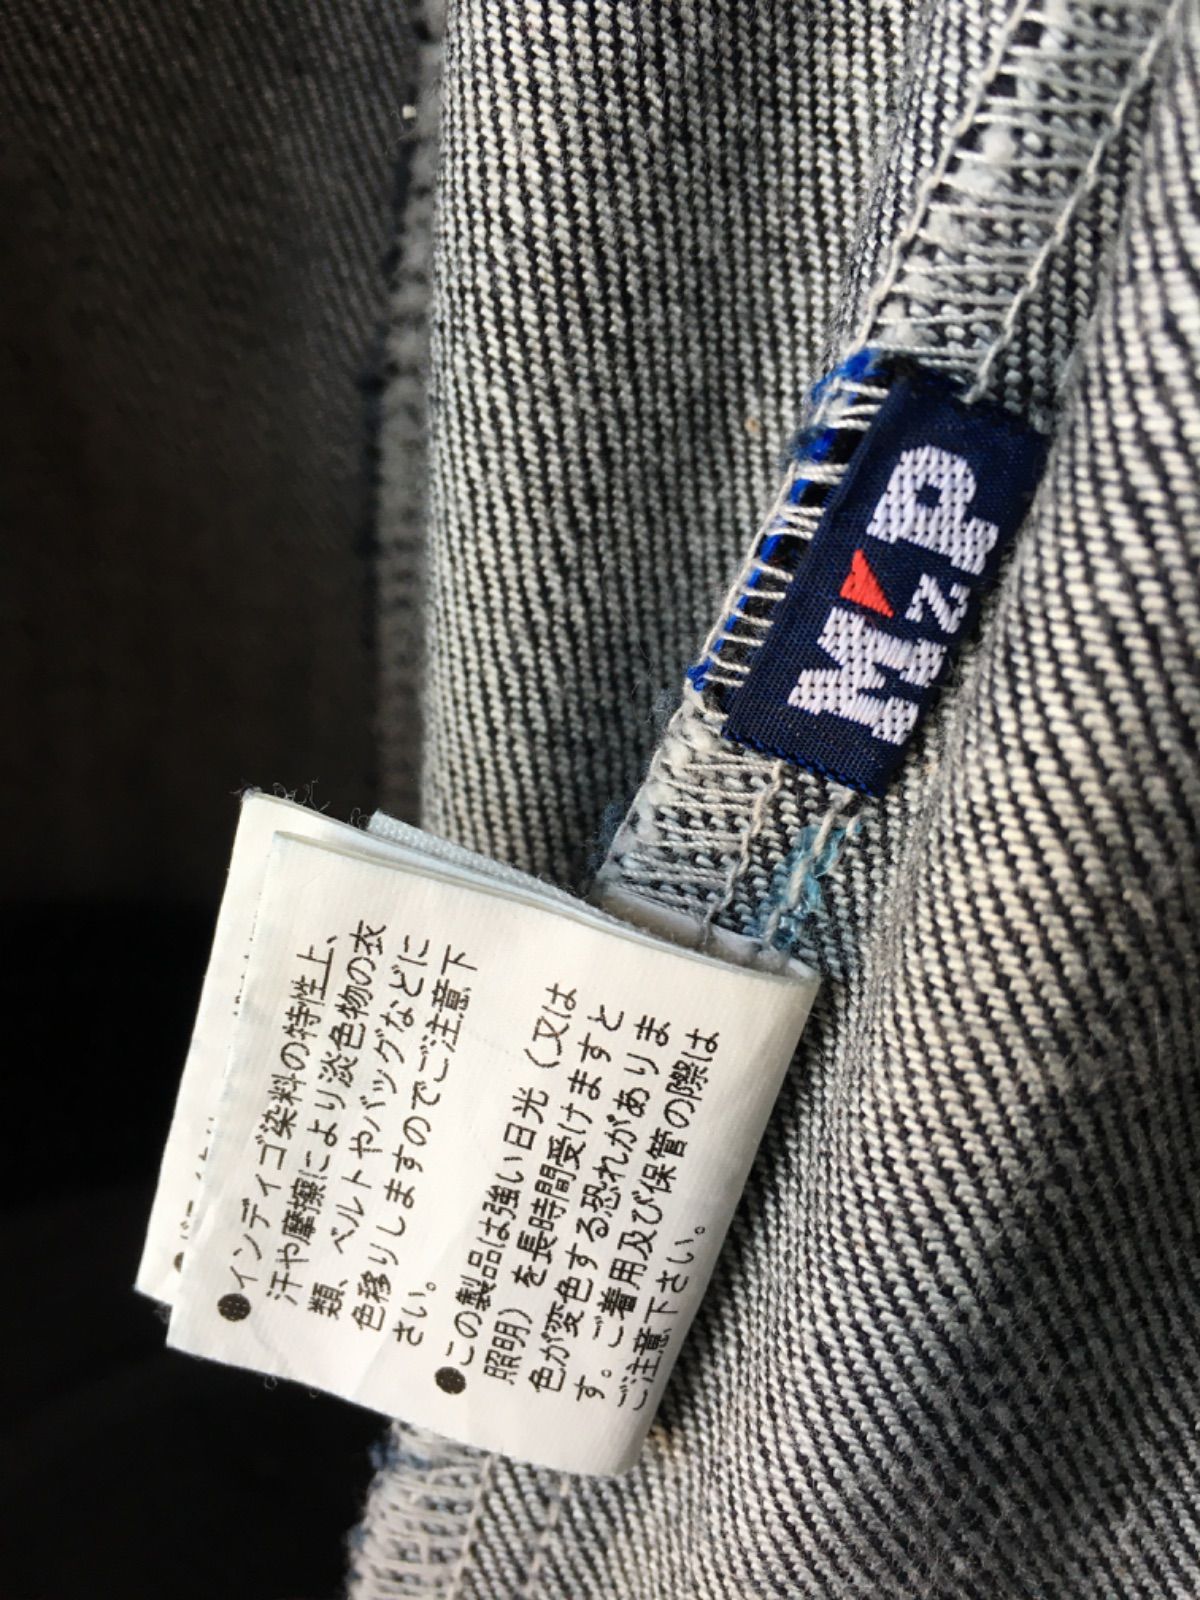 MzP
●インディゴ染料の特性上、
汗や摩擦により淡色物の衣
類、ベルトやバッグなどに
色移りしますのでご注意下
さい。
●この製品は強い日光（又は
照明）を長時間受けますと
色が変色する恐れがありま
す。ご着用及び保管の際は
ご注意下さい。